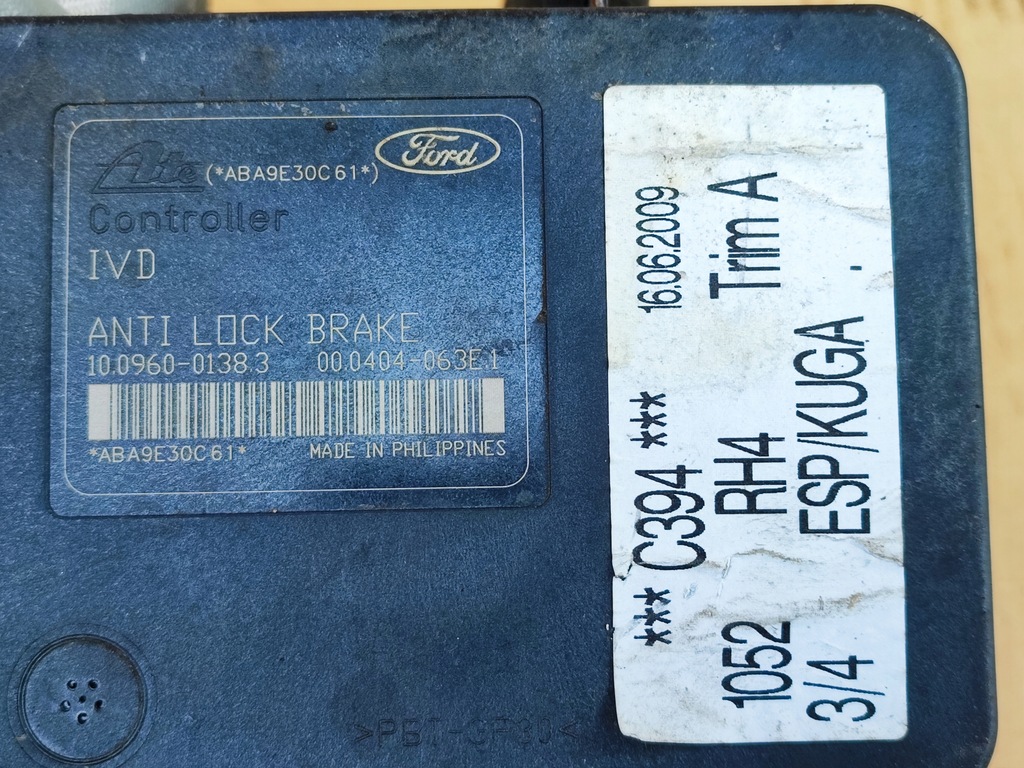 Ate (*ABA9E30C61*) Ford
Controller
IVD
ANTI LOCK BRAKE
10.0960-0138.3 00.0404-063E.1
*ABA9E30C61* MADE IN PHILIPPINES
>PBT-GF30<
*** C394 *** 16.06.2009
1052 RH4 Trim A
3/4 ESP/KUGA .